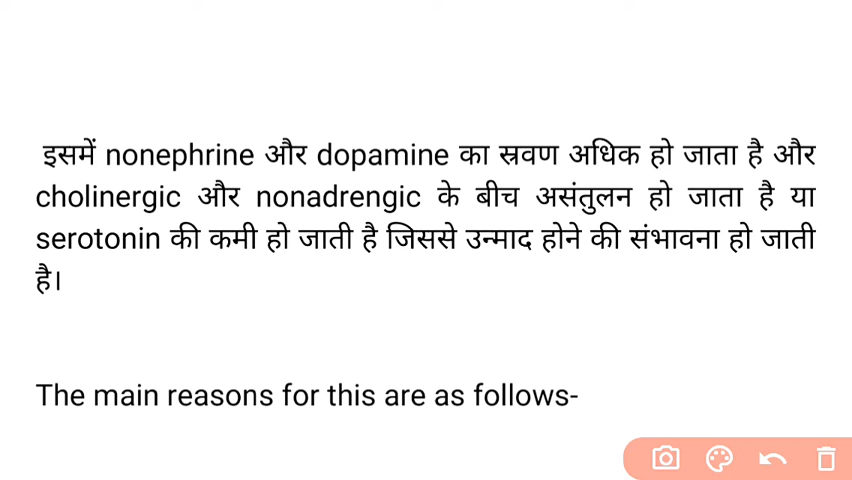 इसमें nonephrine और dopamine का स्रवण अधिक हो जाता है और
cholinergic और nonadrengic के बीच असंतुलन हो जाता है या
serotonin की कमी हो जाती है जिससे उन्माद होने की संभावना हो जाती
है।
The main reasons for this are as follows-